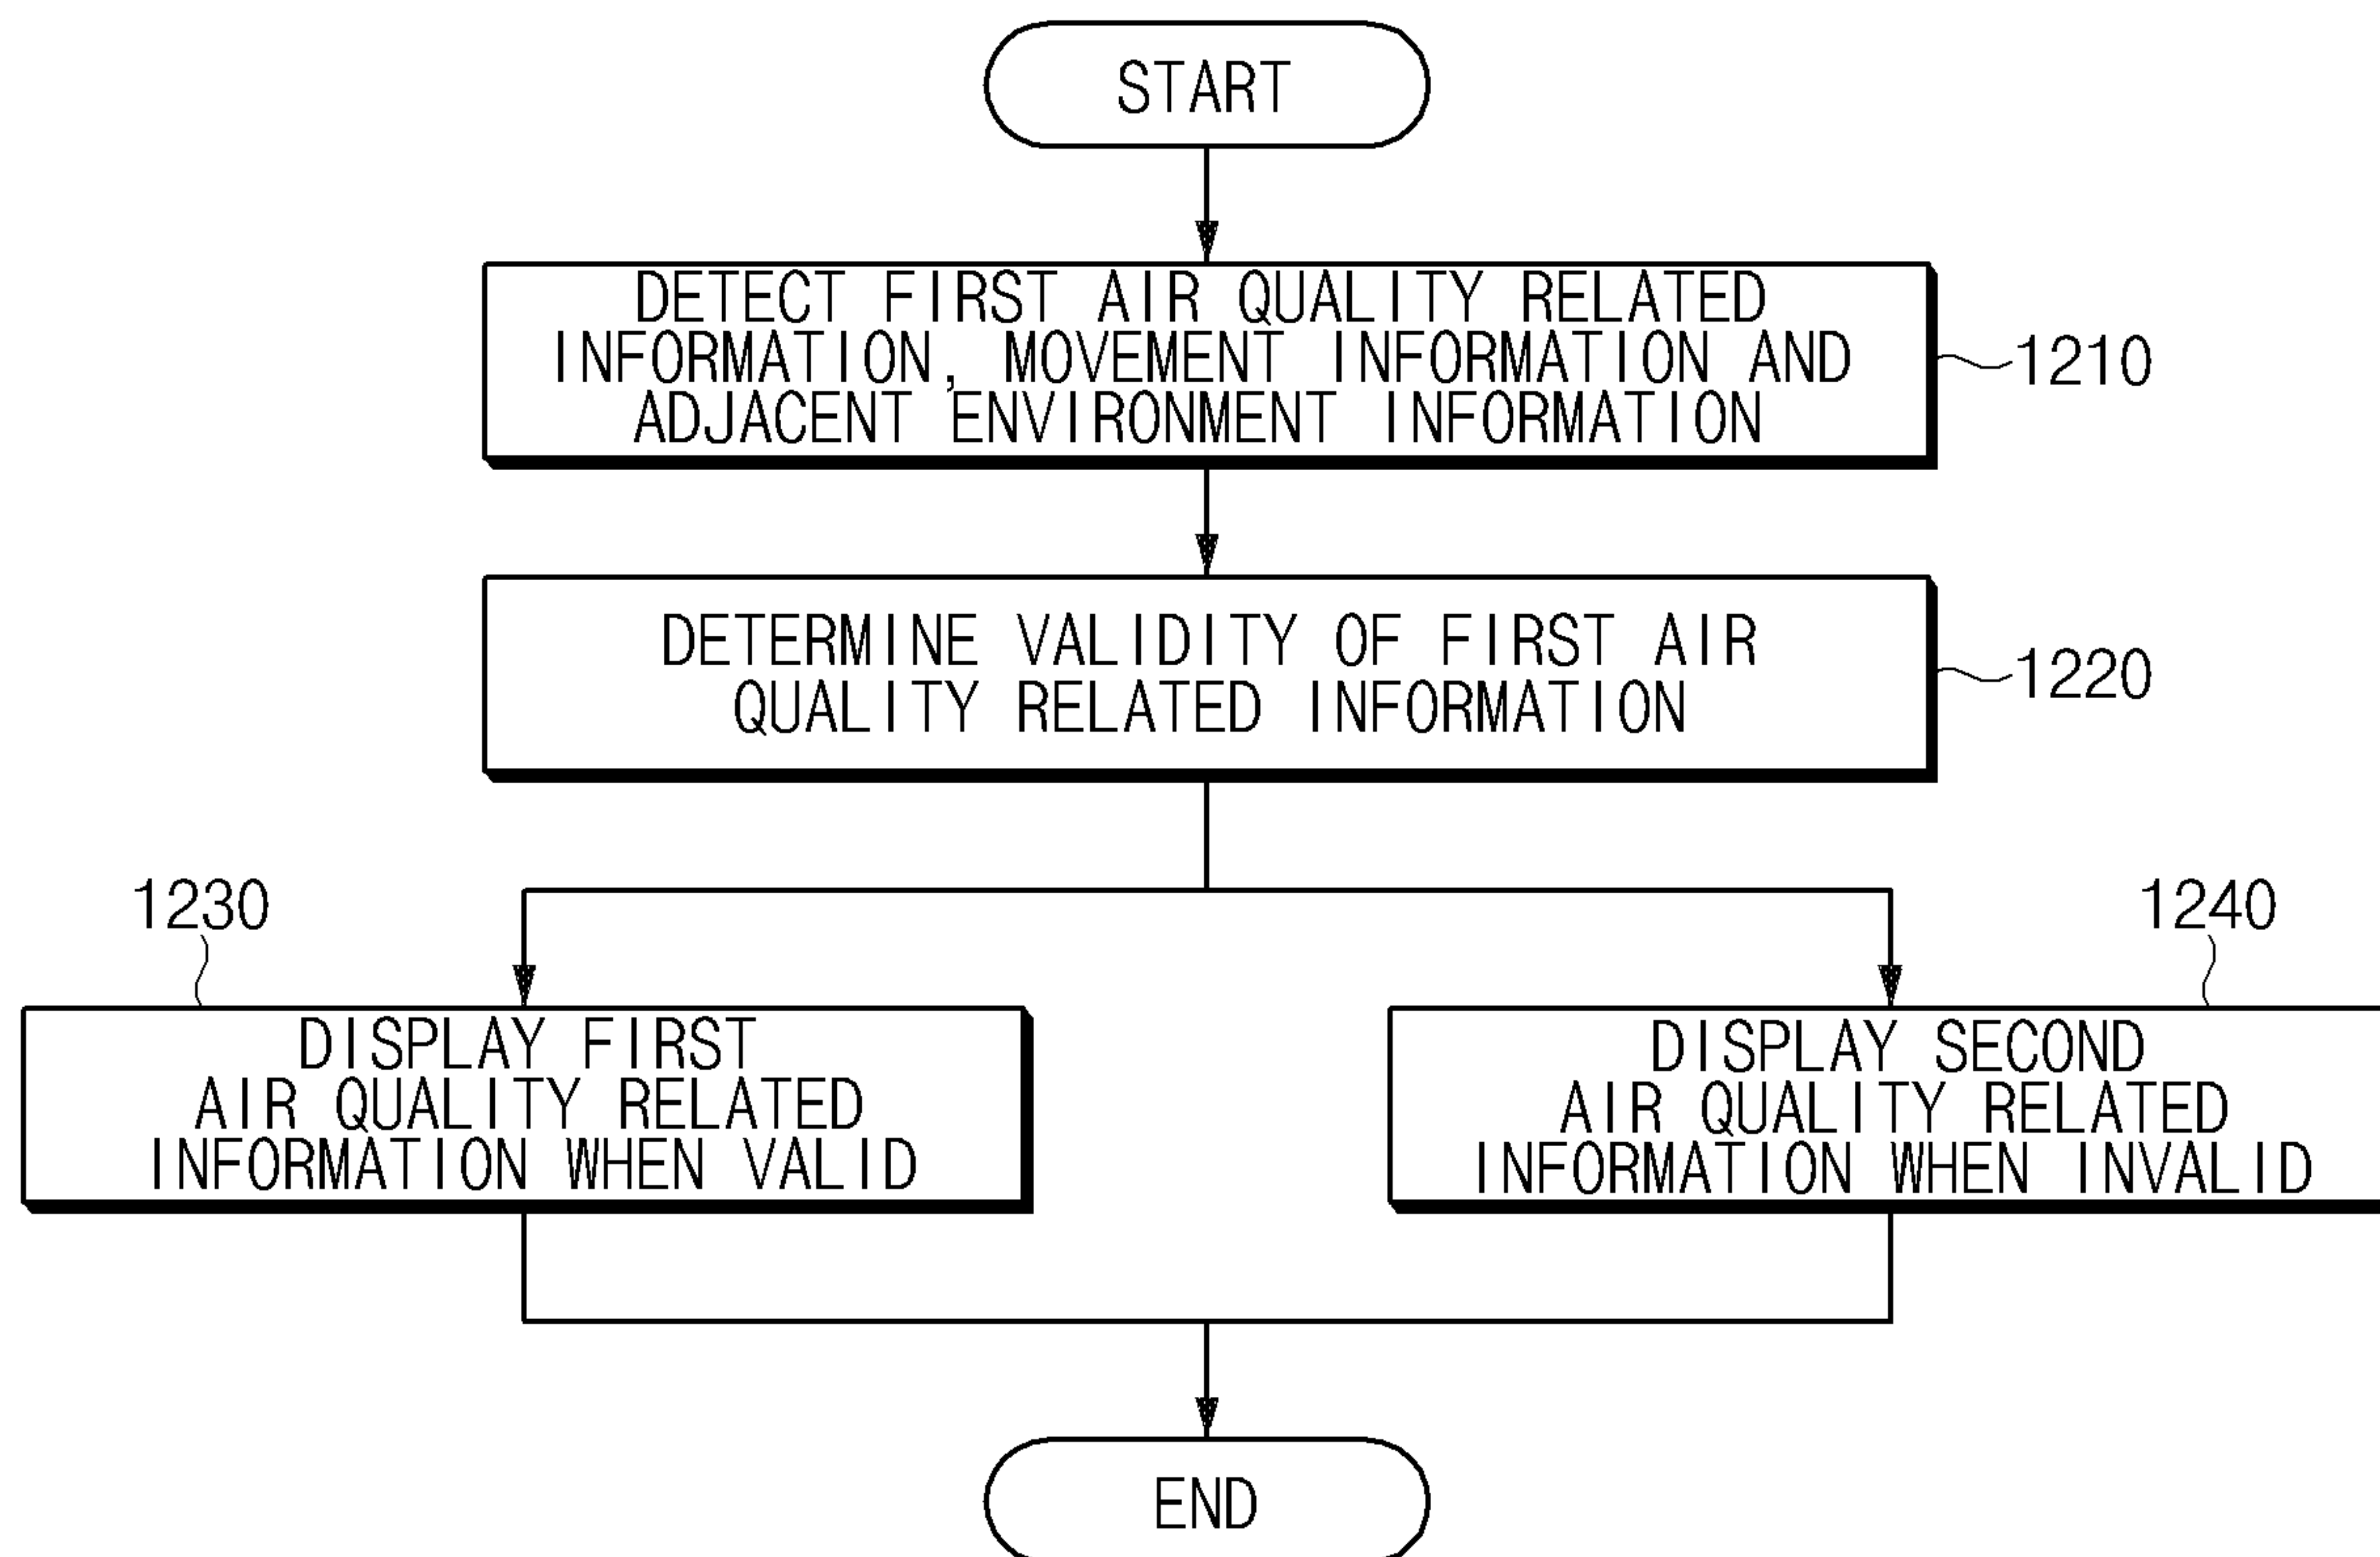 START
DETECT FIRST AIR QUALITY RELATED
INFORMATION, MOVEMENT INFORMATION AND
ADJACENT ENVIRONMENT INFORMATION
1210
DETERMINE VALIDITY OF FIRST AIR
QUALITY RELATED INFORMATION
1220
1230
DISPLAY FIRST
AIR QUALITY RELATED
INFORMATION WHEN VALID
1240
DISPLAY SECOND
AIR QUALITY RELATED
INFORMATION WHEN INVALID
END